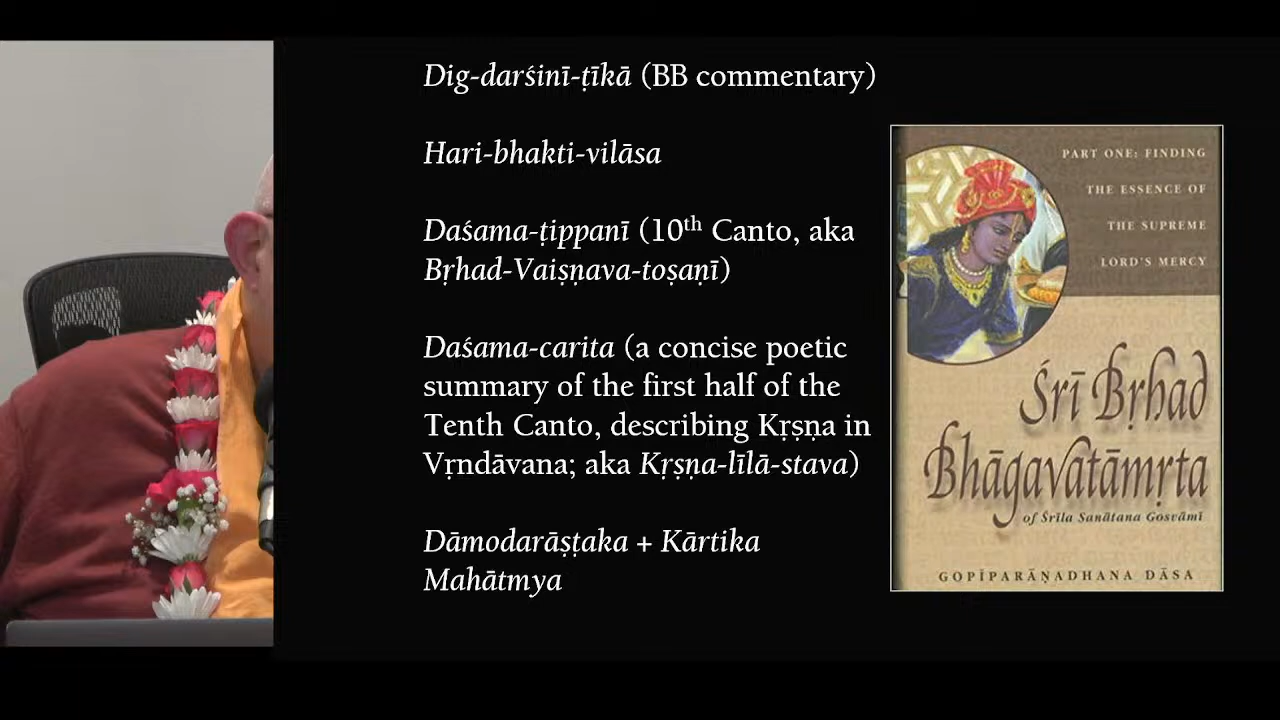 Dig-darśinī-ṭīkā (BB commentary)
Hari-bhakti-vilāsa
Daśama-ṭippanī (10th Canto, aka
Bṛhad-Vaiṣṇava-toṣaṇī)
Daśama-carita (a concise poetic
summary of the first half of the
Tenth Canto, describing Kṛṣṇa in
Vṛndāvana; aka Kṛṣṇa-līlā-stava)
Dāmodarāṣṭaka + Kārtika
Mahātmya
PART ONE: FINDING
THE ESSENCE OF
THE SUPREME
LORD'S MERCY
Śrī Bṛhad
Bhāgavatāmṛta
of Śrīla Sanātana Gosvāmī
GOPĪPARĀṆADHANA DĀSA